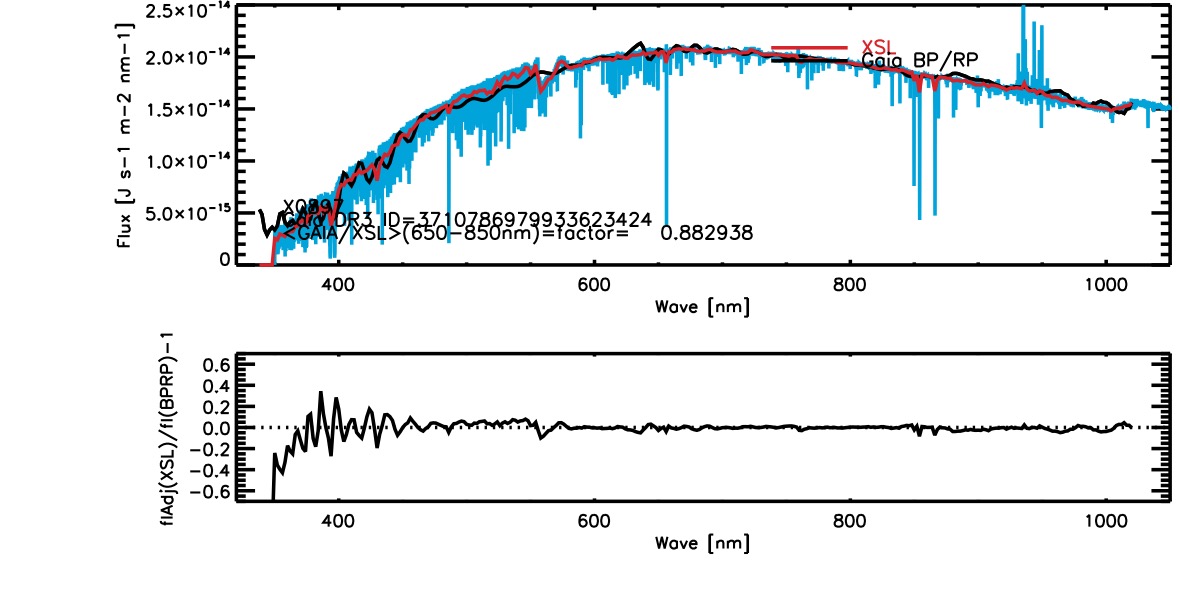 2.5×10⁻¹⁴
2.0×10⁻¹⁴
1.5×10⁻¹⁴
1.0×10⁻¹⁴
5.0×10⁻¹⁵
0
Flux [J s−1 m−2 nm−1]
XSL
Gaia BP/RP
X0897
Gaia DR3 ID=3710786979933623424
<GAIA/XSL>(650−850nm)=factor= 0.882938
400 600 800 1000
Wave [nm]
0.6
0.4
0.2
0.0
−0.2
−0.4
−0.6
flAdj(XSL)/fl(BPRP)−1
400 600 800 1000
Wave [nm]